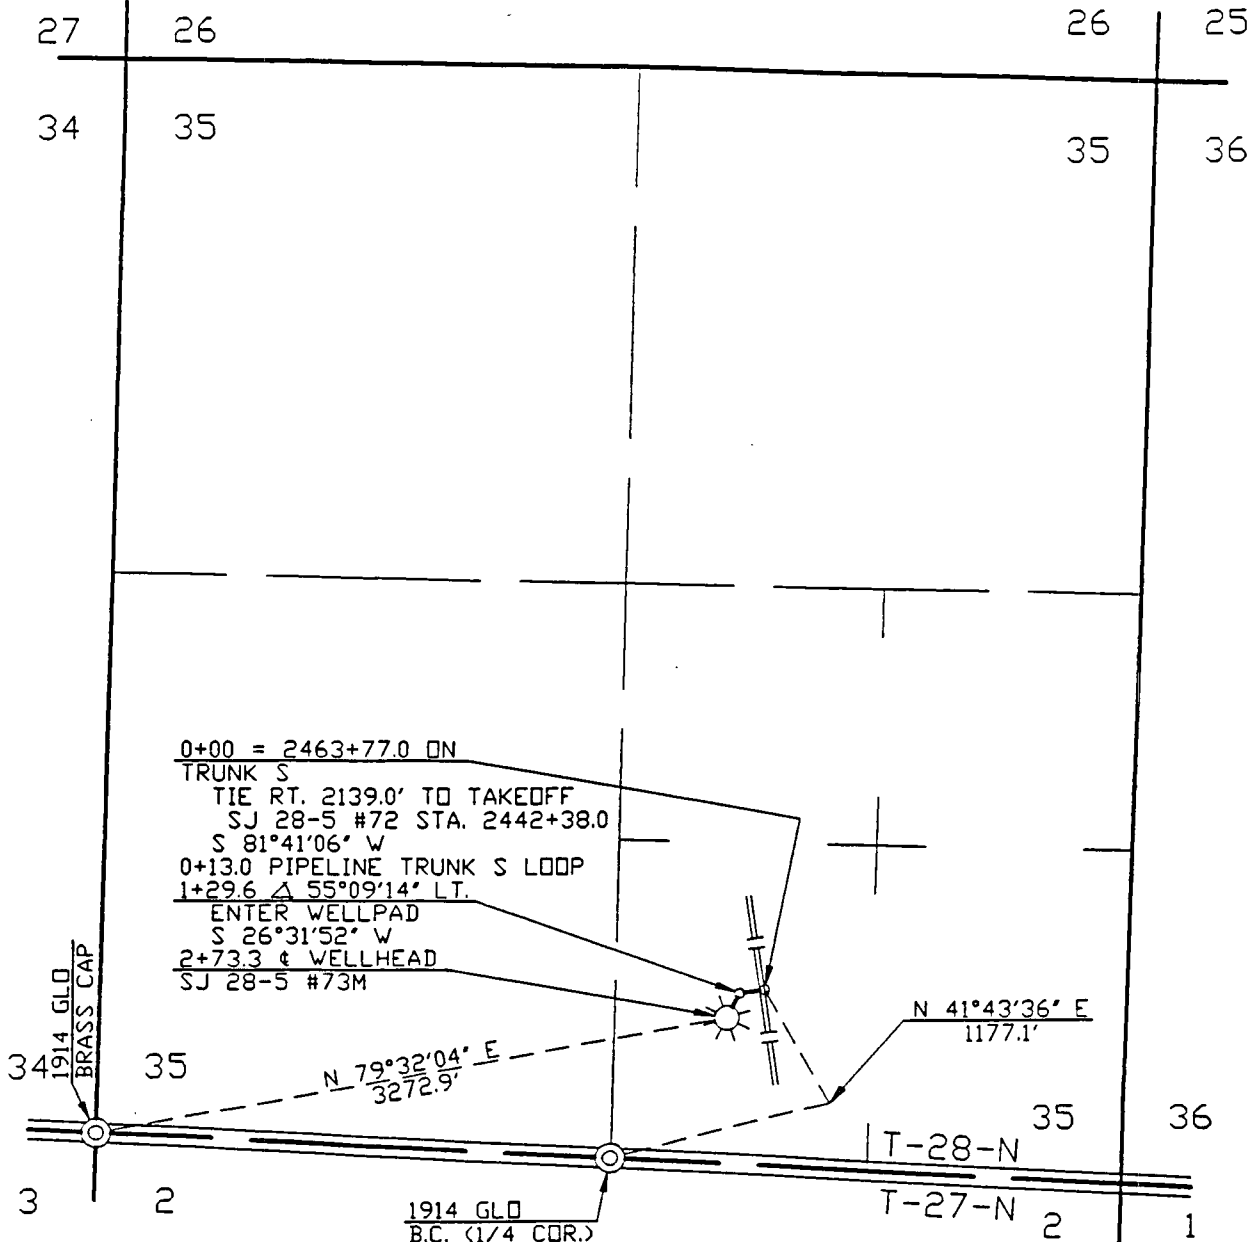 27 26 26 25
34 35 35 36
0+00 = 2463+77.0 ON
TRUNK S
TIE RT. 2139.0' TO TAKEOFF
SJ 28-5 #72 STA. 2442+38.0
S 81°41'06" W
0+13.0 PIPELINE TRUNK S LOOP
1+29.6 △ 55°09'14" LT.
ENTER WELLPAD
S 26°31'52" W
2+73.3 ℄ WELLHEAD
SJ 28-5 #73M
1914 GLO
BRASS CAP
N 41°43'36" E
1177.1'
N 79°32'04" E
3272.9'
34 35 35 36
T-28-N
T-27-N
3 2 2 1
1914 GLO
B.C. (1/4 COR.)